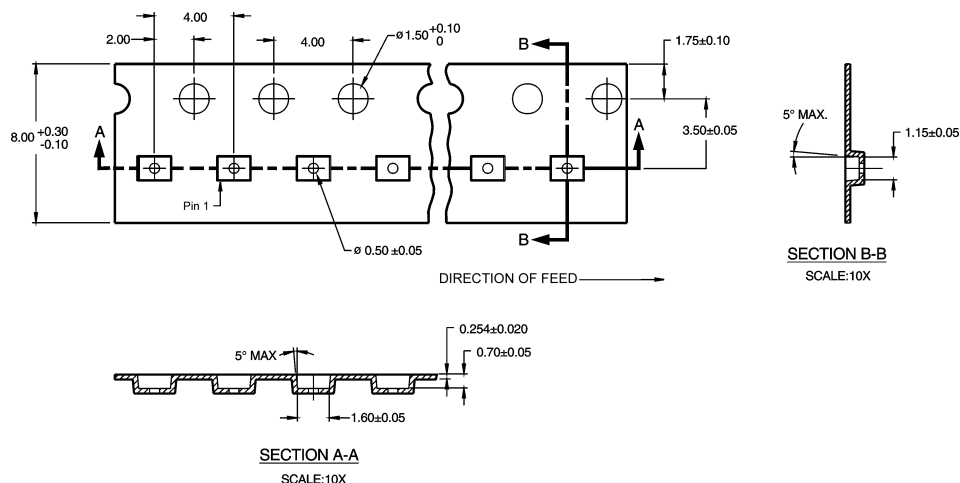 4.00
2.00
4.00
ø 1.50 +0.10
0
B
1.75±0.10
8.00 +0.30
-0.10
A
A
3.50±0.05
5° MAX.
1.15±0.05
Pin 1
ø 0.50 ±0.05
B
SECTION B-B
SCALE:10X
DIRECTION OF FEED
0.254±0.020
5° MAX
0.70±0.05
1.60±0.05
SECTION A-A
SCALE:10X